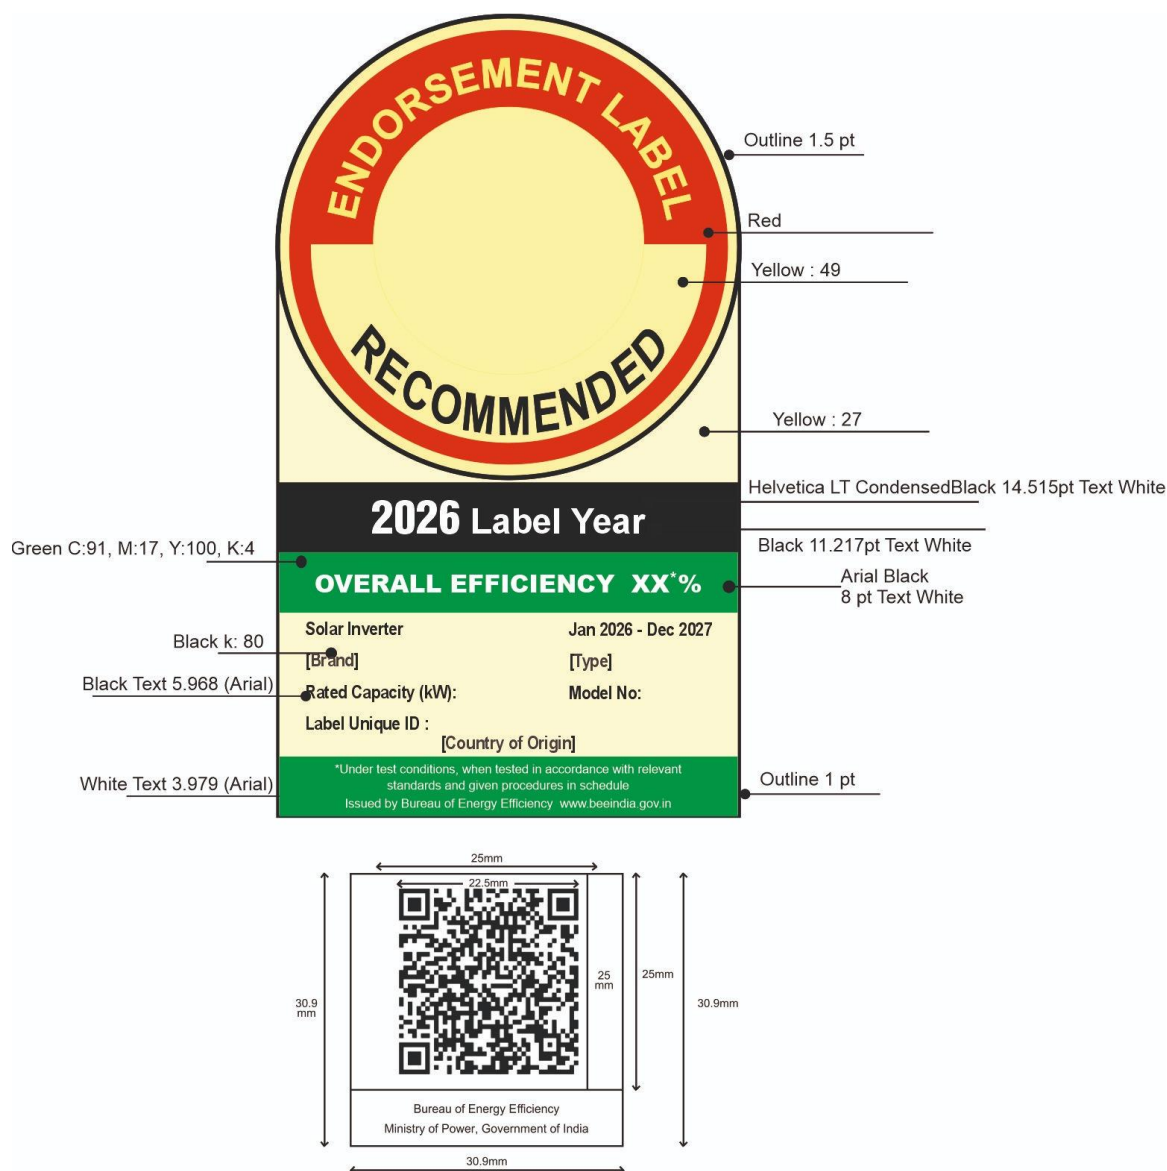 ENDORSEMENT LABEL
Outline 1.5 pt
Red
Yellow : 49
RECOMMENDED
Yellow : 27
Helvetica LT CondensedBlack 14.515pt Text White
2026 Label Year
Black 11.217pt Text White
Green C:91, M:17, Y:100, K:4
OVERALL EFFICIENCY XX*%
Arial Black
8 pt Text White
Solar Inverter Jan 2026 - Dec 2027
Black k: 80
[Brand] [Type]
Black Text 5.968 (Arial)
Rated Capacity (kW): Model No:
Label Unique ID :
[Country of Origin]
*Under test conditions, when tested in accordance with relevant
standards and given procedures in schedule
Issued by Bureau of Energy Efficiency www.beeindia.gov.in
White Text 3.979 (Arial)
Outline 1 pt
25mm
22.5mm
25
mm
25mm
30.9
mm
30.9mm
Bureau of Energy Efficiency
Ministry of Power, Government of India
30.9mm